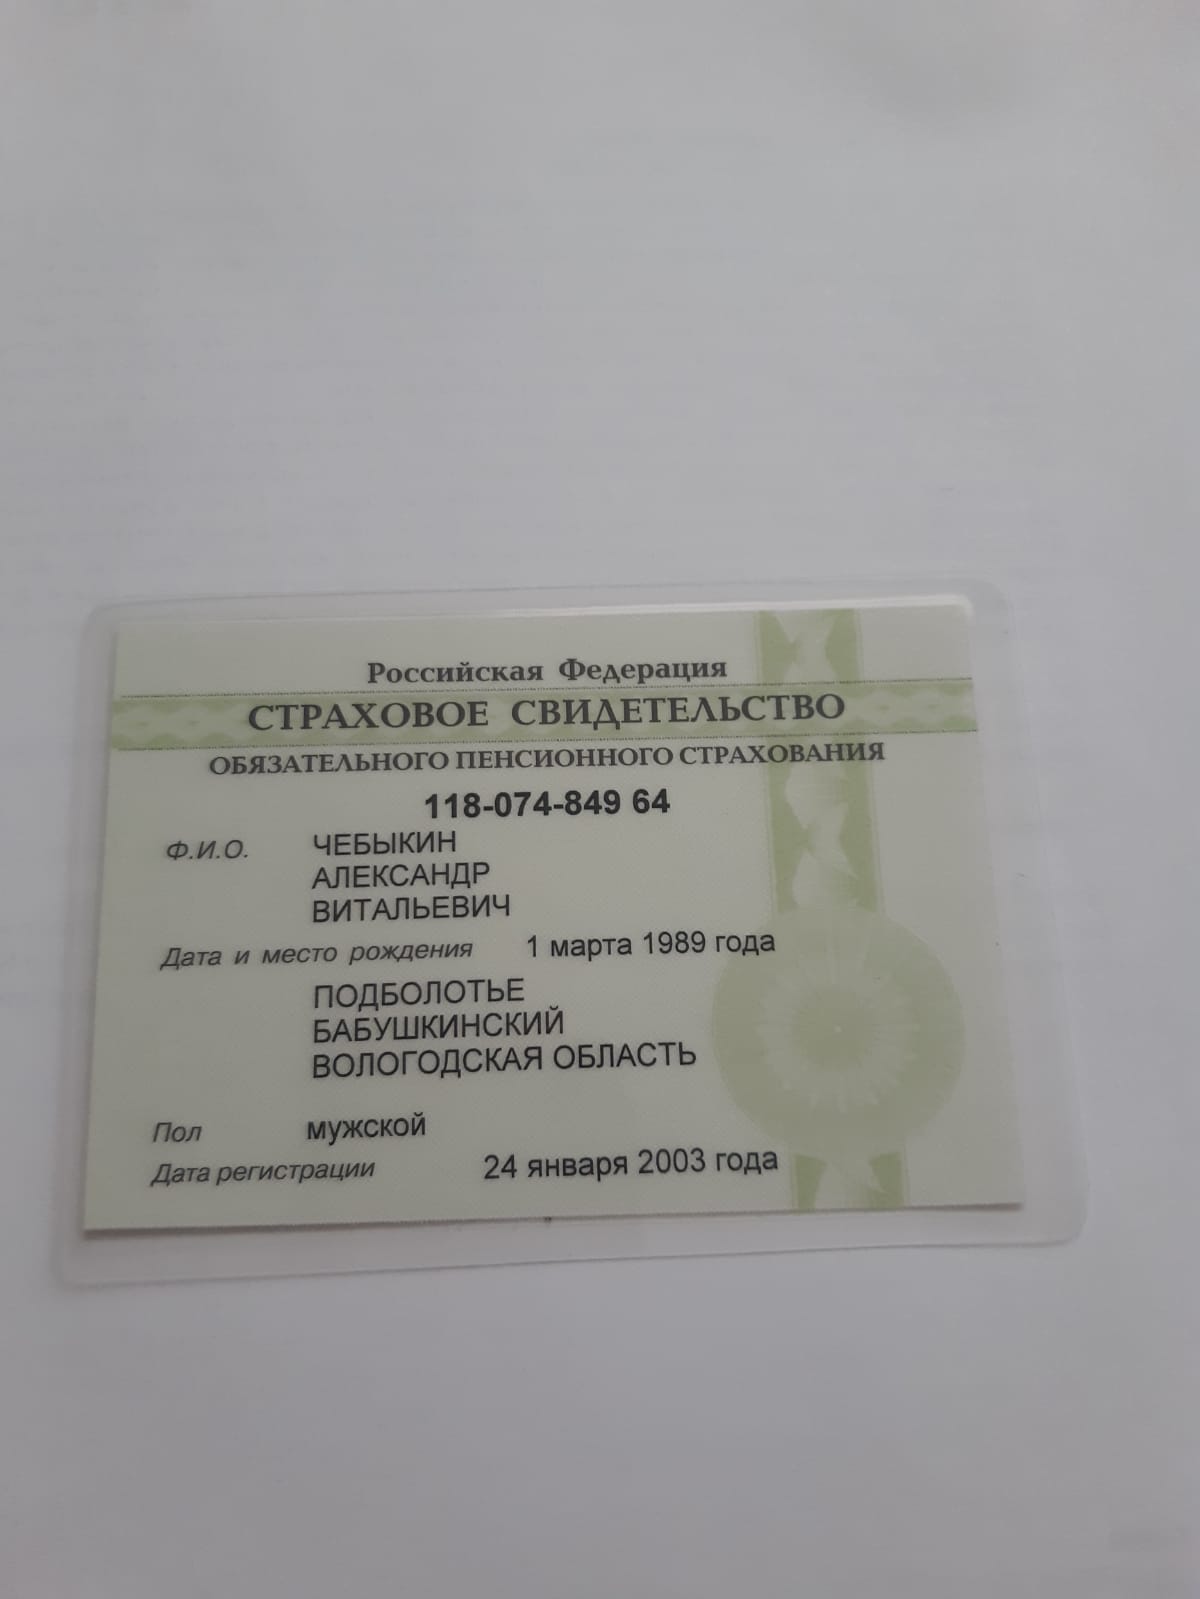 Российская Федерация
СТРАХОВОЕ СВИДЕТЕЛЬСТВО
ОБЯЗАТЕЛЬНОГО ПЕНСИОННОГО СТРАХОВАНИЯ
118-074-849 64
Ф.И.О. ЧЕБЫКИН
АЛЕКСАНДР
ВИТАЛЬЕВИЧ
Дата и место рождения 1 марта 1989 года
ПОДБОЛОТЬЕ
БАБУШКИНСКИЙ
ВОЛОГОДСКАЯ ОБЛАСТЬ
Пол мужской
Дата регистрации 24 января 2003 года